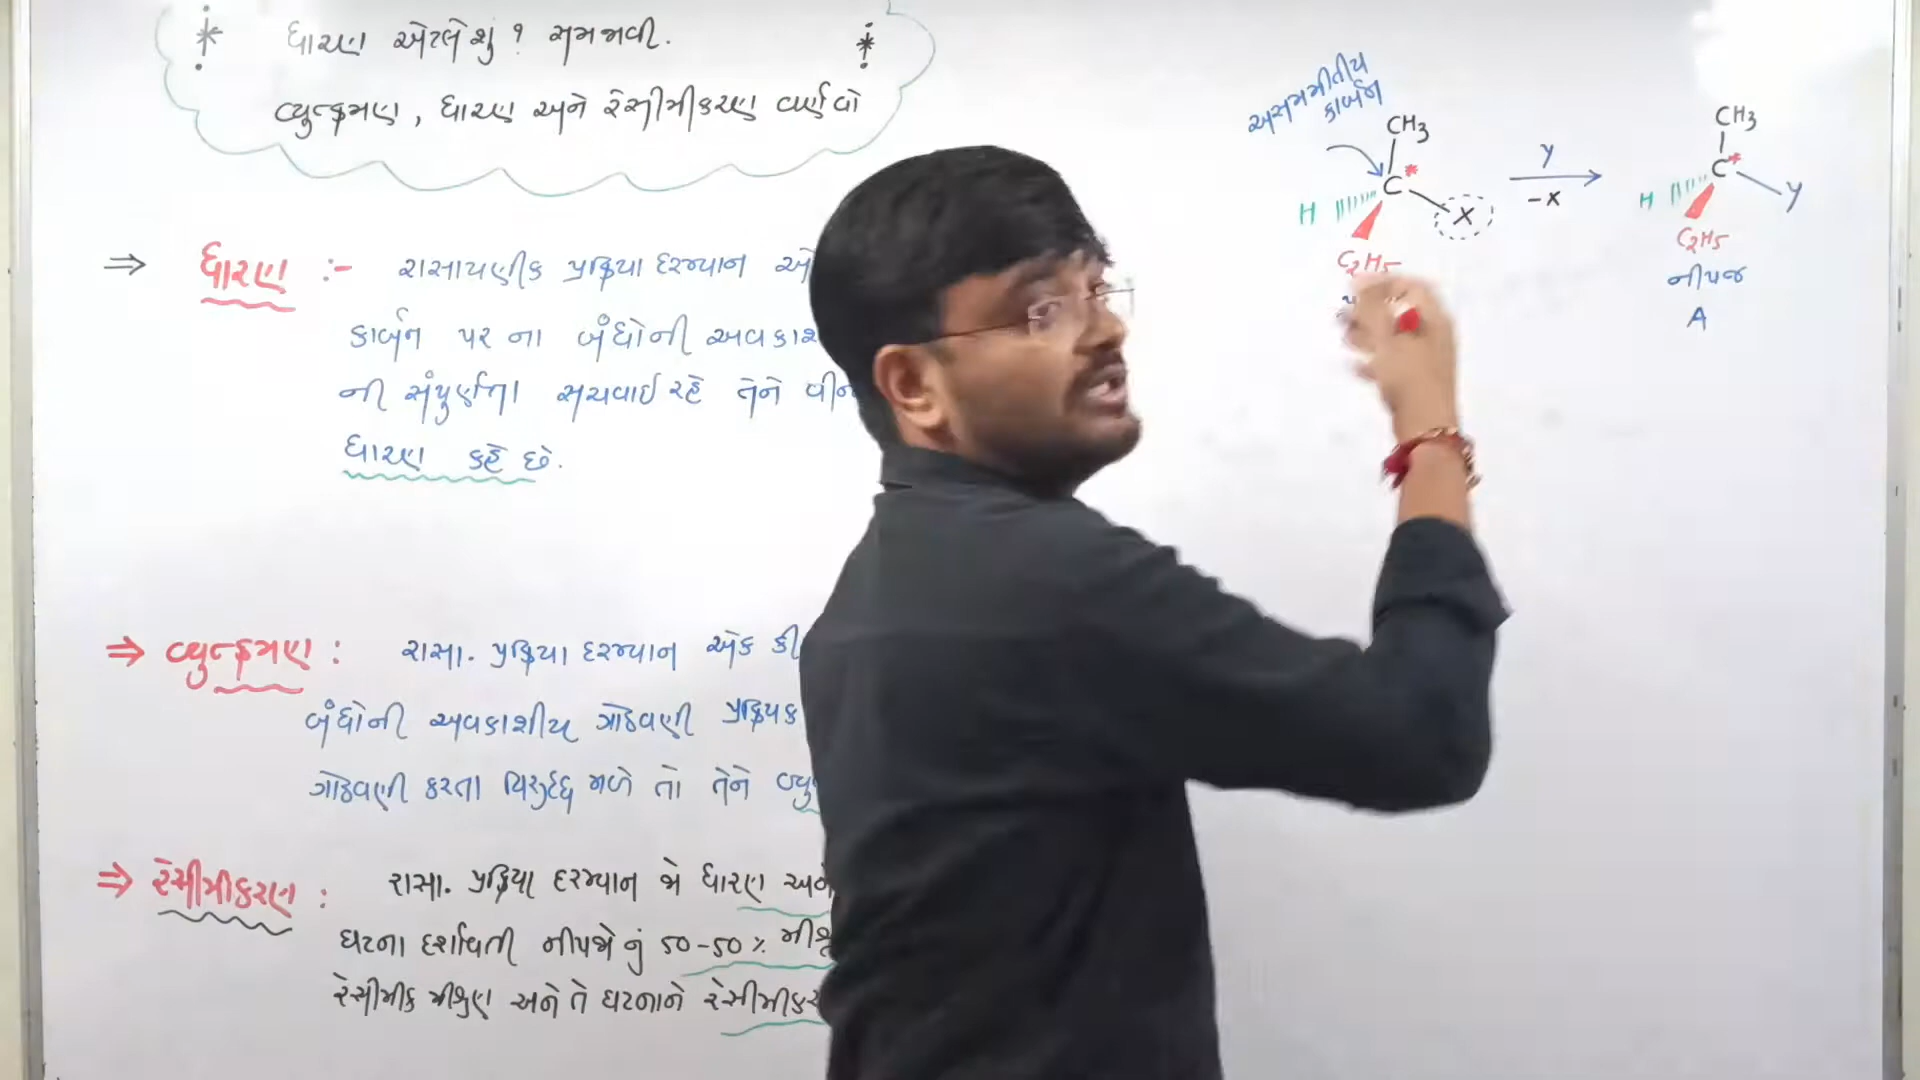 * ધારણ એટલે શું ? સમજાવી. *
વ્યુત્ક્રમણ , ધારણ અને રેસીમીકરણ વર્ણવો
⇒ ધારણ :- રાસાયણીક પ્રક્રિયા દરમ્યાન
કાર્બન પર ના બંધોની
ની સંપુર્ણતા સચવાઈ રહે તેને
ધારણ કહે છે.
⇒ વ્યુત્ક્રમણ : રાસા. પ્રક્રિયા દરમ્યાન એક
બંધોની અવકાશીય ગોઠવણી પ્રક્રિયક
ગોઠવણી કરતા વિરુદ્ધ મળે તો તેને
⇒ રેસીમીકરણ : રાસા. પ્રક્રિયા દરમ્યાન જે ધારણ
ઘટના દર્શાવતી નીપજો નું 50-50 %
રેસીમીક મીશ્રણ અને તે ઘટનાને
અસમમીતીય
કાર્બન
CH3
C*
H
X
C2H5
Y
-X
CH3
C*
H
Y
C2H5
નીપજ
A